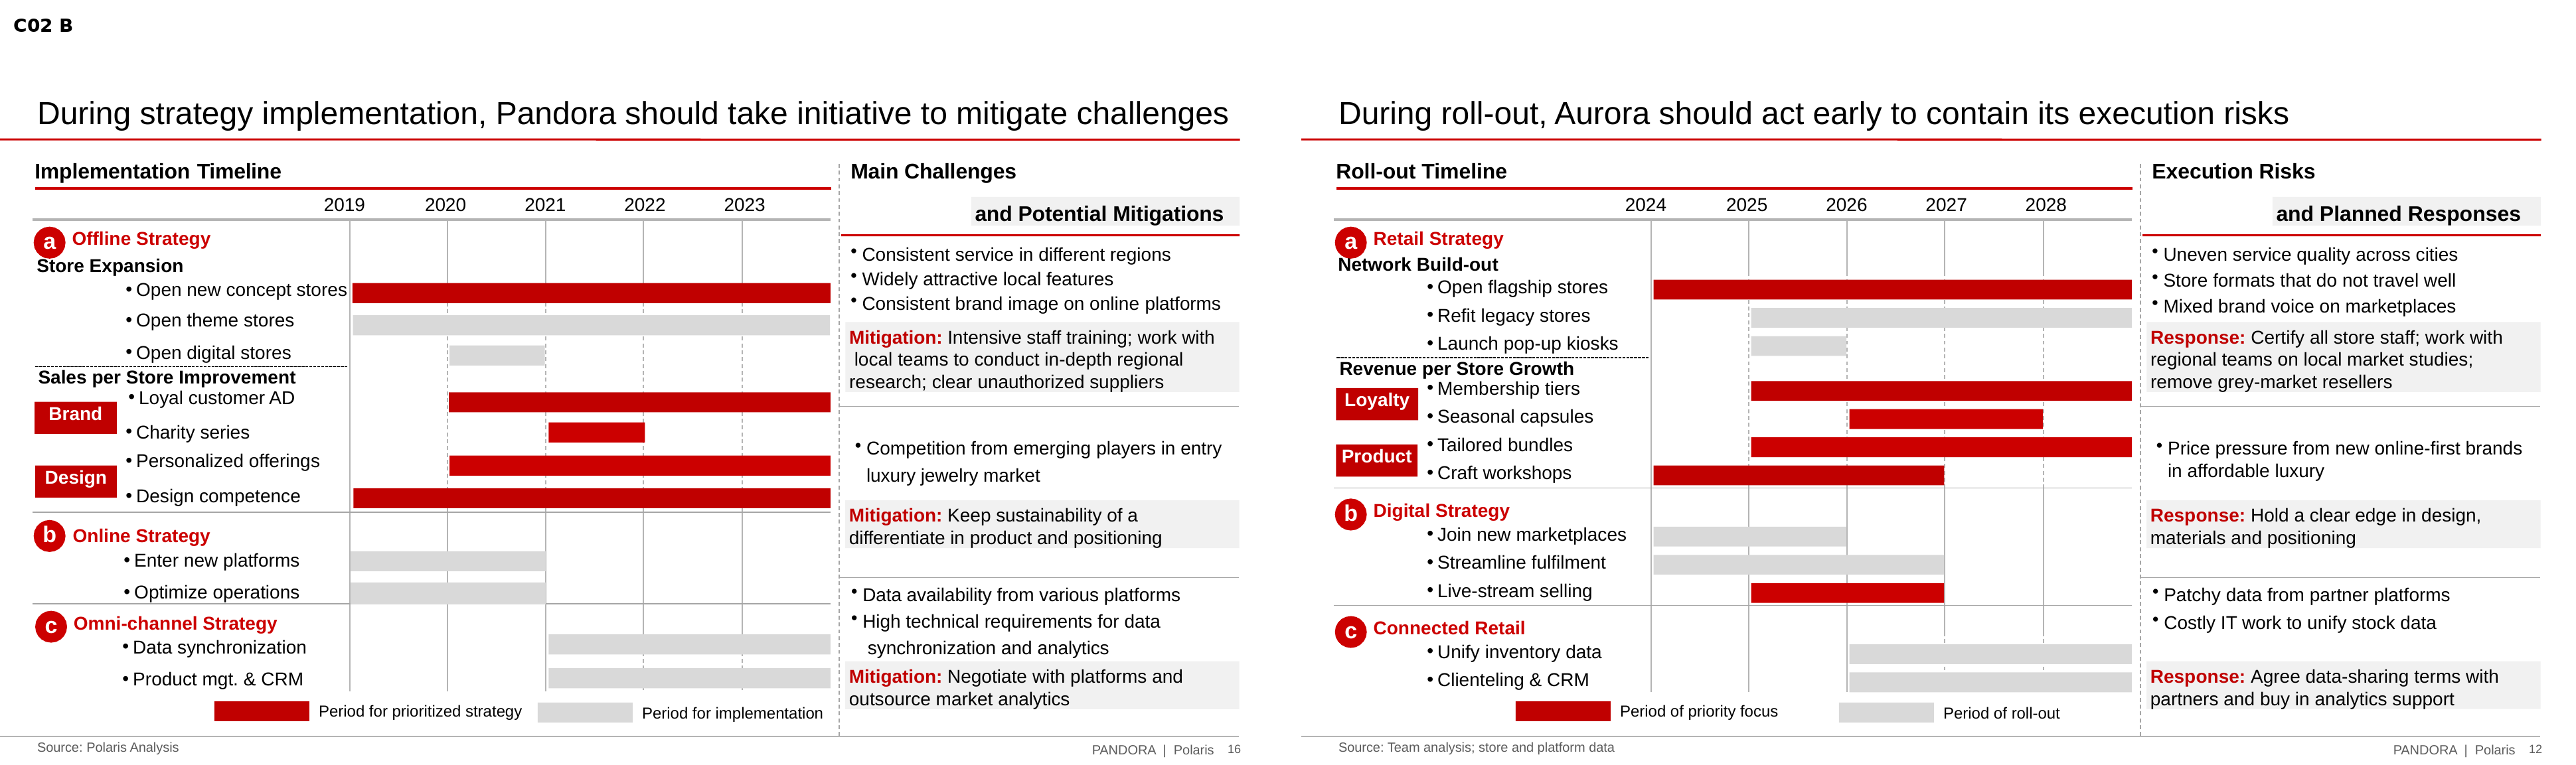 C02 B
During strategy implementation, Pandora should take initiative to mitigate challenges
Implementation Timeline
2019 2020 2021 2022 2023
a Offline Strategy
Store Expansion
• Open new concept stores
• Open theme stores
• Open digital stores
Sales per Store Improvement
Brand
• Loyal customer AD
• Charity series
Design
• Personalized offerings
• Design competence
b Online Strategy
• Enter new platforms
• Optimize operations
c Omni-channel Strategy
• Data synchronization
• Product mgt. & CRM
Period for prioritized strategy
Period for implementation
Main Challenges
and Potential Mitigations
• Consistent service in different regions
• Widely attractive local features
• Consistent brand image on online platforms
Mitigation: Intensive staff training; work with
local teams to conduct in-depth regional
research; clear unauthorized suppliers
• Competition from emerging players in entry
luxury jewelry market
Mitigation: Keep sustainability of a
differentiate in product and positioning
• Data availability from various platforms
• High technical requirements for data
synchronization and analytics
Mitigation: Negotiate with platforms and
outsource market analytics
Source: Polaris Analysis
PANDORA | Polaris 16
During roll-out, Aurora should act early to contain its execution risks
Roll-out Timeline
2024 2025 2026 2027 2028
a Retail Strategy
Network Build-out
• Open flagship stores
• Refit legacy stores
• Launch pop-up kiosks
Revenue per Store Growth
Loyalty
• Membership tiers
• Seasonal capsules
Product
• Tailored bundles
• Craft workshops
b Digital Strategy
• Join new marketplaces
• Streamline fulfilment
• Live-stream selling
c Connected Retail
• Unify inventory data
• Clienteling & CRM
Period of priority focus
Period of roll-out
Execution Risks
and Planned Responses
• Uneven service quality across cities
• Store formats that do not travel well
• Mixed brand voice on marketplaces
Response: Certify all store staff; work with
regional teams on local market studies;
remove grey-market resellers
• Price pressure from new online-first brands
in affordable luxury
Response: Hold a clear edge in design,
materials and positioning
• Patchy data from partner platforms
• Costly IT work to unify stock data
Response: Agree data-sharing terms with
partners and buy in analytics support
Source: Team analysis; store and platform data
PANDORA | Polaris 12